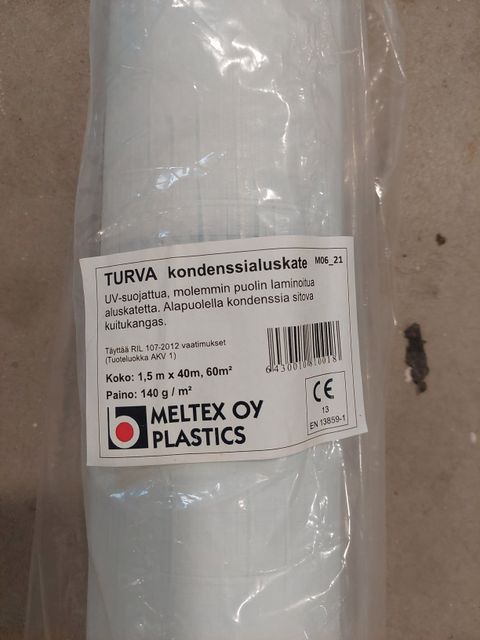 TURVA kondenssialuskate M06_21
UV-suojattua, molemmin puolin laminoitua
aluskatetta. Alapuolella kondenssia sitova
kuitukangas.
Täyttää RIL 107-2012 vaatimukset
(Tuoteluokka AKV 1)
Koko: 1,5 m x 40m, 60m²
Paino: 140 g / m²
6430010810018
CE
13
EN 13859-1
MELTEX OY
PLASTICS